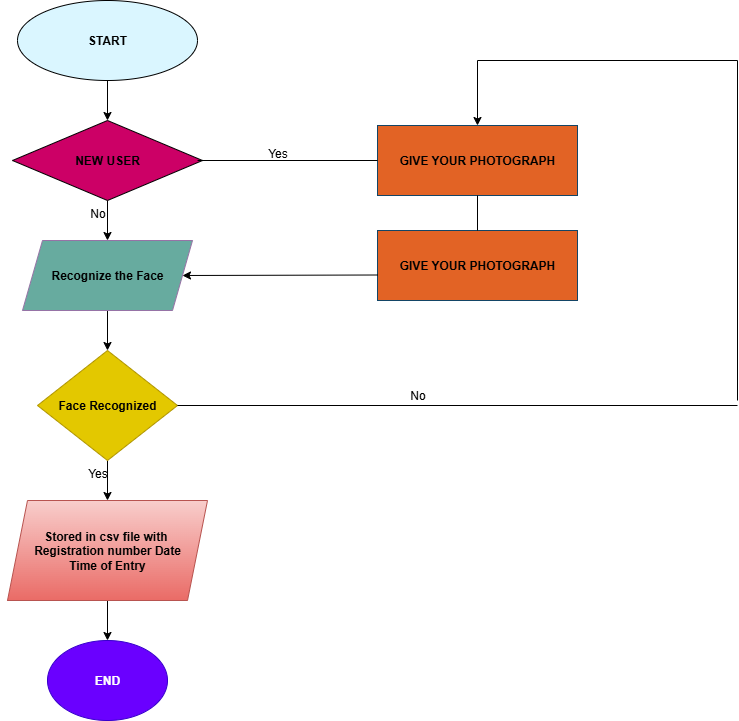 START
NEW USER
Yes
GIVE YOUR PHOTOGRAPH
No
Recognize the Face
GIVE YOUR PHOTOGRAPH
Face Recognized
No
Yes
Stored in csv file with
Registration number Date
Time of Entry
END